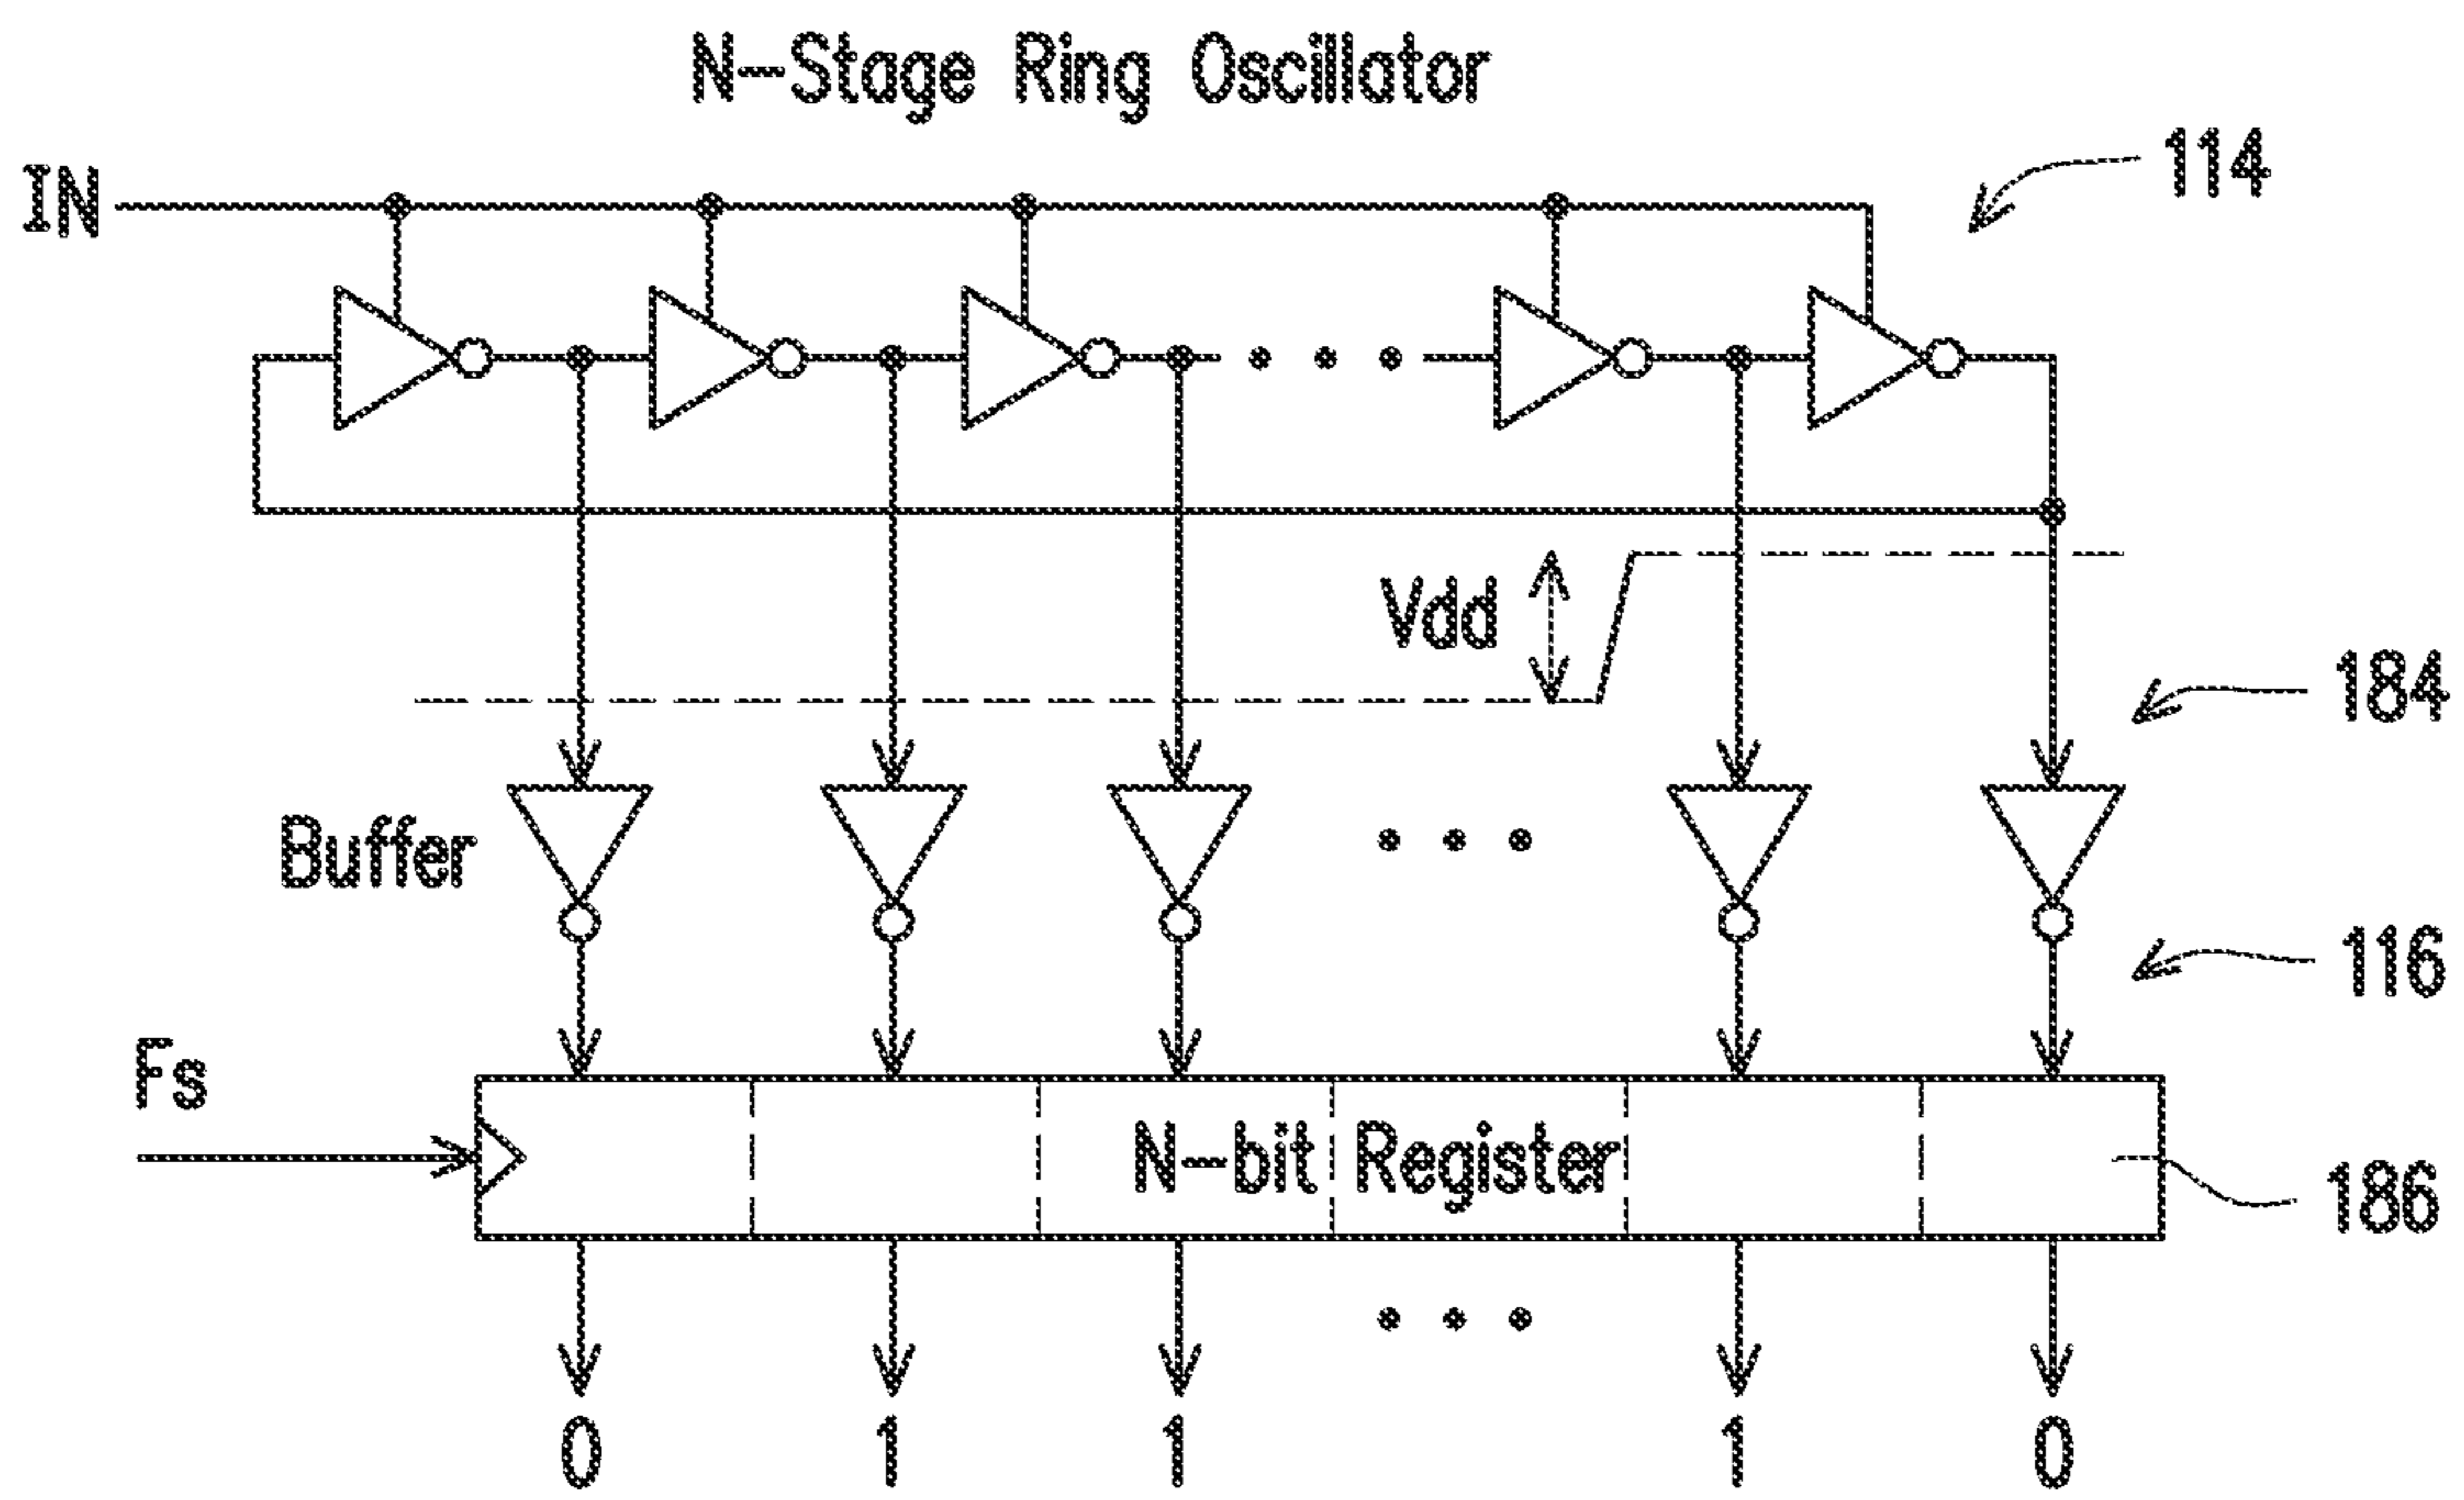 N-Stage Ring Oscillator
114
IN
Vdd
184
Buffer
116
Fs
N-bit Register
186
0 1 1 1 0